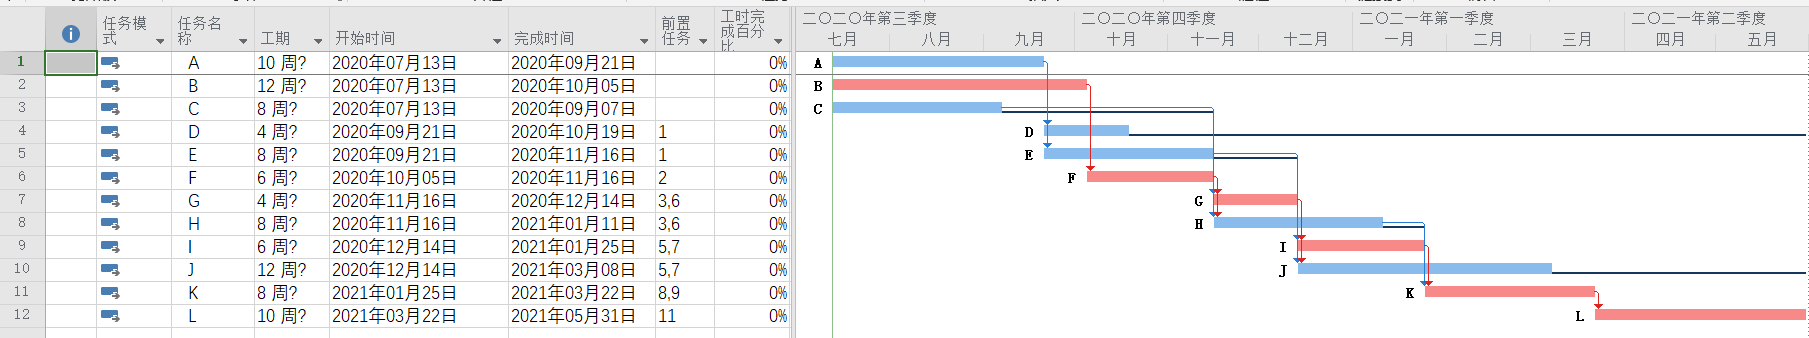 任务模式 任务名称 工期 开始时间 完成时间 前置任务 工时完成百分比
二〇二〇年第三季度 二〇二〇年第四季度 二〇二一年第一季度 二〇二一年第二季度
七月 八月 九月 十月 十一月 十二月 一月 二月 三月 四月 五月
1 A 10 周? 2020年07月13日 2020年09月21日 0% A
2 B 12 周? 2020年07月13日 2020年10月05日 0% B
3 C 8 周? 2020年07月13日 2020年09月07日 0% C
4 D 4 周? 2020年09月21日 2020年10月19日 1 0% D
5 E 8 周? 2020年09月21日 2020年11月16日 1 0% E
6 F 6 周? 2020年10月05日 2020年11月16日 2 0% F
7 G 4 周? 2020年11月16日 2020年12月14日 3,6 0% G
8 H 8 周? 2020年11月16日 2021年01月11日 3,6 0% H
9 I 6 周? 2020年12月14日 2021年01月25日 5,7 0% I
10 J 12 周? 2020年12月14日 2021年03月08日 5,7 0% J
11 K 8 周? 2021年01月25日 2021年03月22日 8,9 0% K
12 L 10 周? 2021年03月22日 2021年05月31日 11 0% L